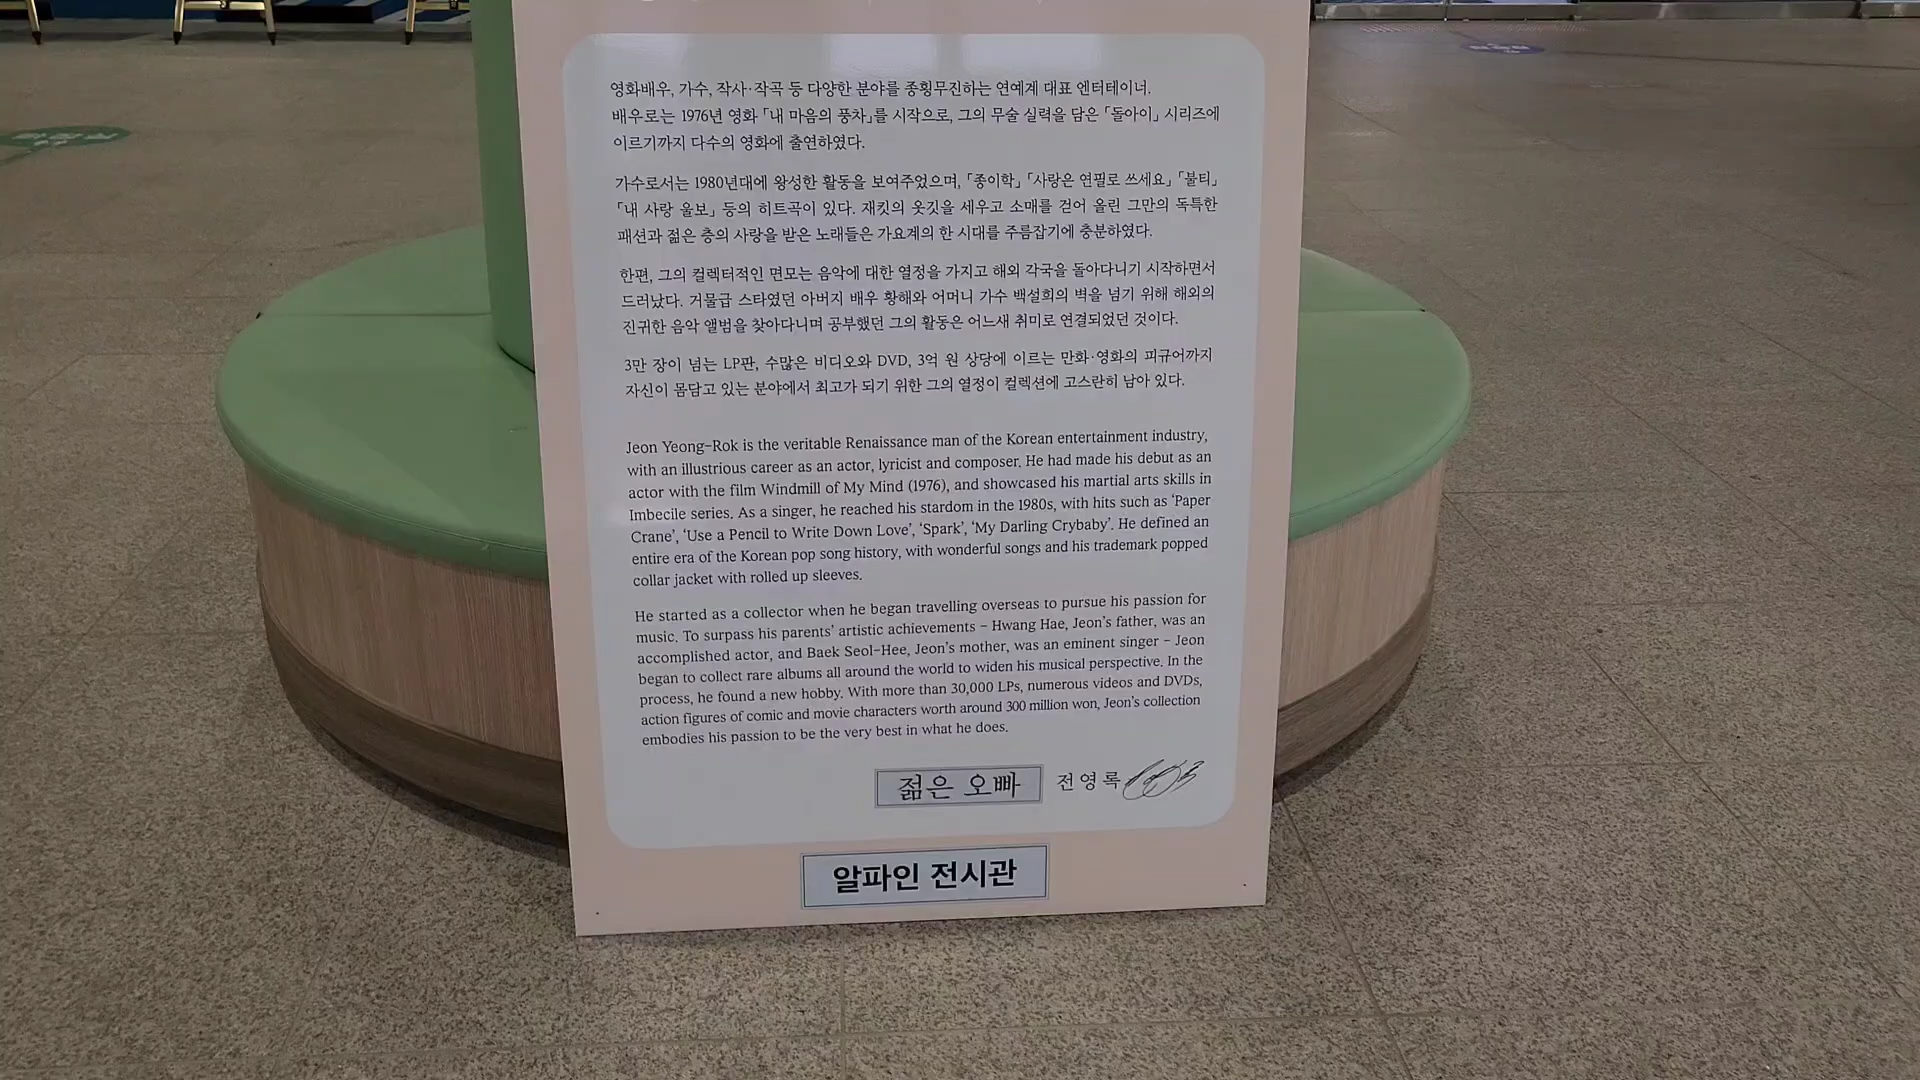 영화배우, 가수, 작사·작곡 등 다양한 분야를 종횡무진하는 연예계 대표 엔터테이너.
배우로는 1976년 영화 「내 마음의 풍차」를 시작으로, 그의 무술 실력을 담은 「돌아이」 시리즈에
이르기까지 다수의 영화에 출연하였다.
가수로서는 1980년대에 왕성한 활동을 보여주었으며, 「종이학」 「사랑은 연필로 쓰세요」 「불티」
「내 사랑 울보」 등의 히트곡이 있다. 재킷의 옷깃을 세우고 소매를 걷어 올린 그만의 독특한
패션과 젊은 층의 사랑을 받은 노래들은 가요계의 한 시대를 주름잡기에 충분하였다.
한편, 그의 컬렉터적인 면모는 음악에 대한 열정을 가지고 해외 각국을 돌아다니기 시작하면서
드러났다. 거물급 스타였던 아버지 배우 황해와 어머니 가수 백설희의 벽을 넘기 위해 해외의
진귀한 음악 앨범을 찾아다니며 공부했던 그의 활동은 어느새 취미로 연결되었던 것이다.
3만 장이 넘는 LP판, 수많은 비디오와 DVD, 3억 원 상당에 이르는 만화·영화의 피규어까지
자신이 몸담고 있는 분야에서 최고가 되기 위한 그의 열정이 컬렉션에 고스란히 남아 있다.
Jeon Yeong-Rok is the veritable Renaissance man of the Korean entertainment industry,
with an illustrious career as an actor, lyricist and composer. He had made his debut as an
actor with the film Windmill of My Mind (1976), and showcased his martial arts skills in
Imbecile series. As a singer, he reached his stardom in the 1980s, with hits such as ‘Paper
Crane’, ‘Use a Pencil to Write Down Love’, ‘Spark’, ‘My Darling Crybaby’. He defined an
entire era of the Korean pop song history, with wonderful songs and his trademark popped
collar jacket with rolled up sleeves.
He started as a collector when he began travelling overseas to pursue his passion for
music. To surpass his parents’ artistic achievements - Hwang Hae, Jeon’s father, was an
accomplished actor, and Baek Seol-Hee, Jeon’s mother, was an eminent singer - Jeon
began to collect rare albums all around the world to widen his musical perspective. In the
process, he found a new hobby. With more than 30,000 LPs, numerous videos and DVDs,
action figures of comic and movie characters worth around 300 million won, Jeon’s collection
embodies his passion to be the very best in what he does.
젊은 오빠 전영록
알파인 전시관